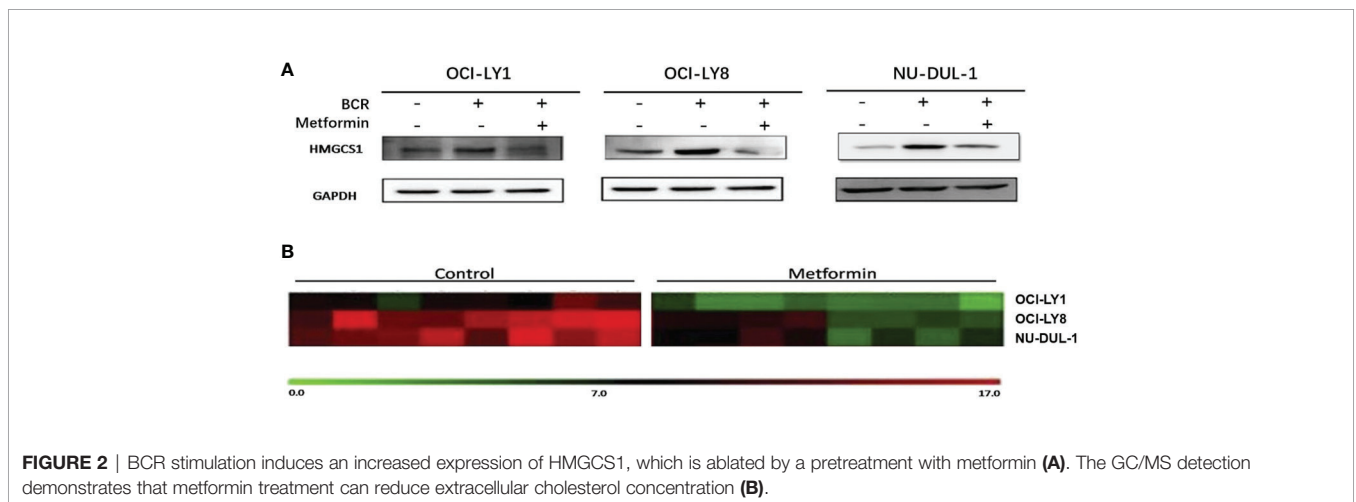 A
OCI-LY1 OCI-LY8 NU-DUL-1
BCR - + + - + + - + +
Metformin - - + - - + - - +
HMGCS1
GAPDH
B
Control Metformin
OCI-LY1
OCI-LY8
NU-DUL-1
0.0 7.0 17.0
FIGURE 2 | BCR stimulation induces an increased expression of HMGCS1, which is ablated by a pretreatment with metformin (A). The GC/MS detection
demonstrates that metformin treatment can reduce extracellular cholesterol concentration (B).